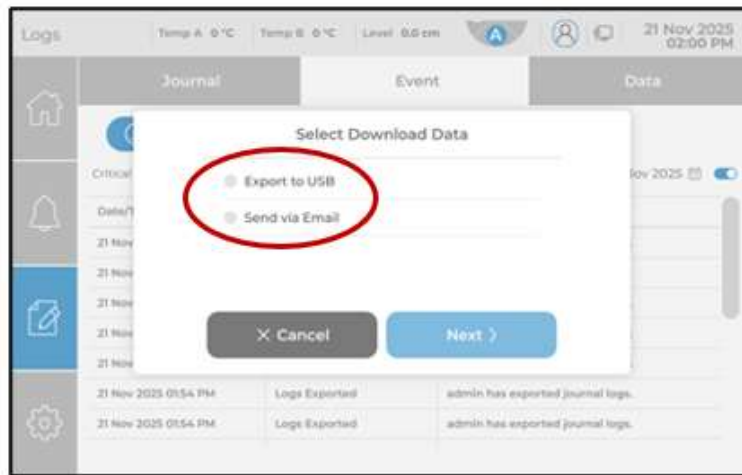 Logs
Temp A 0 °C Temp B 0 °C Level 0.0 cm A
21 Nov 2025
02:00 PM
Journal Event Data
Select Download Data
Critical
Nov 2025
Export to USB
Date/T
Send via Email
21 Nov
21 Nov
21 Nov
21 Nov
Cancel Next
21 Nov
21 Nov 2025 01:54 PM Logs Exported admin has exported journal logs.
21 Nov 2025 01:54 PM Logs Exported admin has exported journal logs.